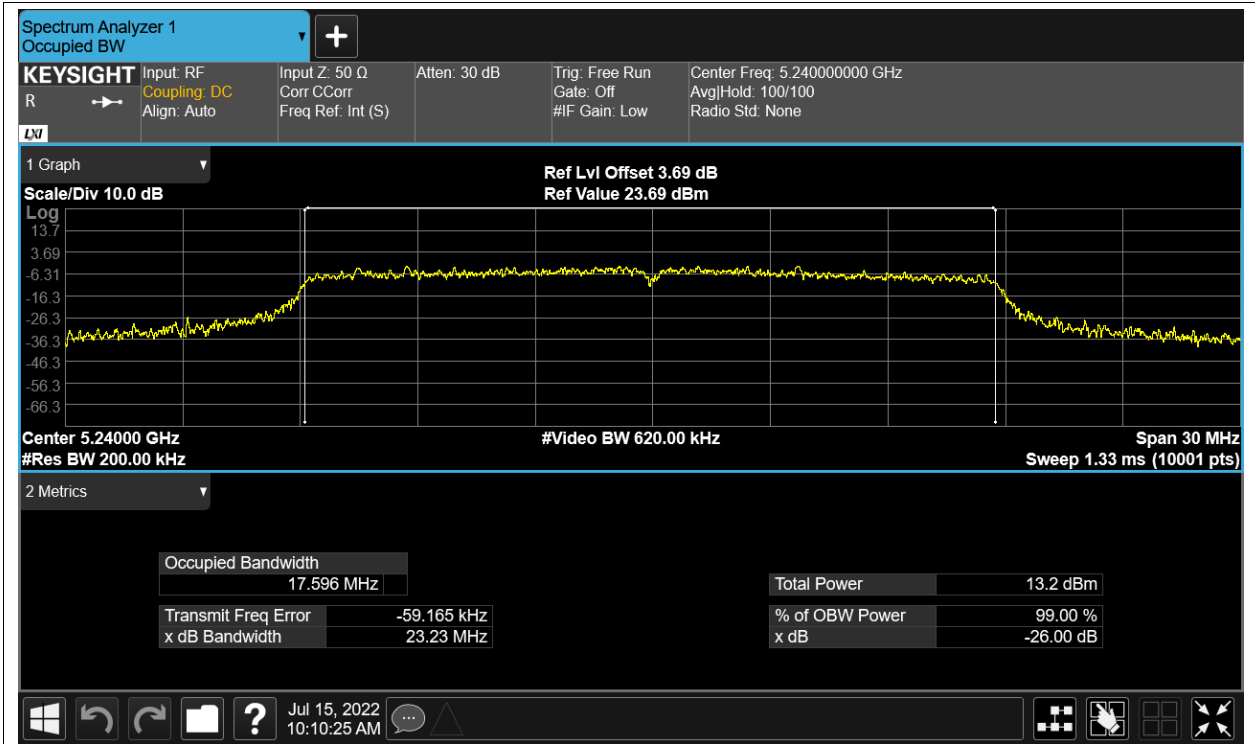 Spectrum Analyzer 1
Occupied BW
+
KEYSIGHT Input: RF Input Z: 50 Ω Atten: 30 dB Trig: Free Run Center Freq: 5.240000000 GHz
R Coupling: DC Corr CCorr Gate: Off Avg|Hold: 100/100
Align: Auto Freq Ref: Int (S) #IF Gain: Low Radio Std: None
LXI
1 Graph
Ref Lvl Offset 3.69 dB
Scale/Div 10.0 dB Ref Value 23.69 dBm
Log
13.7
3.69
-6.31
-16.3
-26.3
-36.3
-46.3
-56.3
-66.3
Center 5.24000 GHz #Video BW 620.00 kHz Span 30 MHz
#Res BW 200.00 kHz Sweep 1.33 ms (10001 pts)
2 Metrics
Occupied Bandwidth
17.596 MHz Total Power 13.2 dBm
Transmit Freq Error -59.165 kHz % of OBW Power 99.00 %
x dB Bandwidth 23.23 MHz x dB -26.00 dB
? Jul 15, 2022
10:10:25 AM